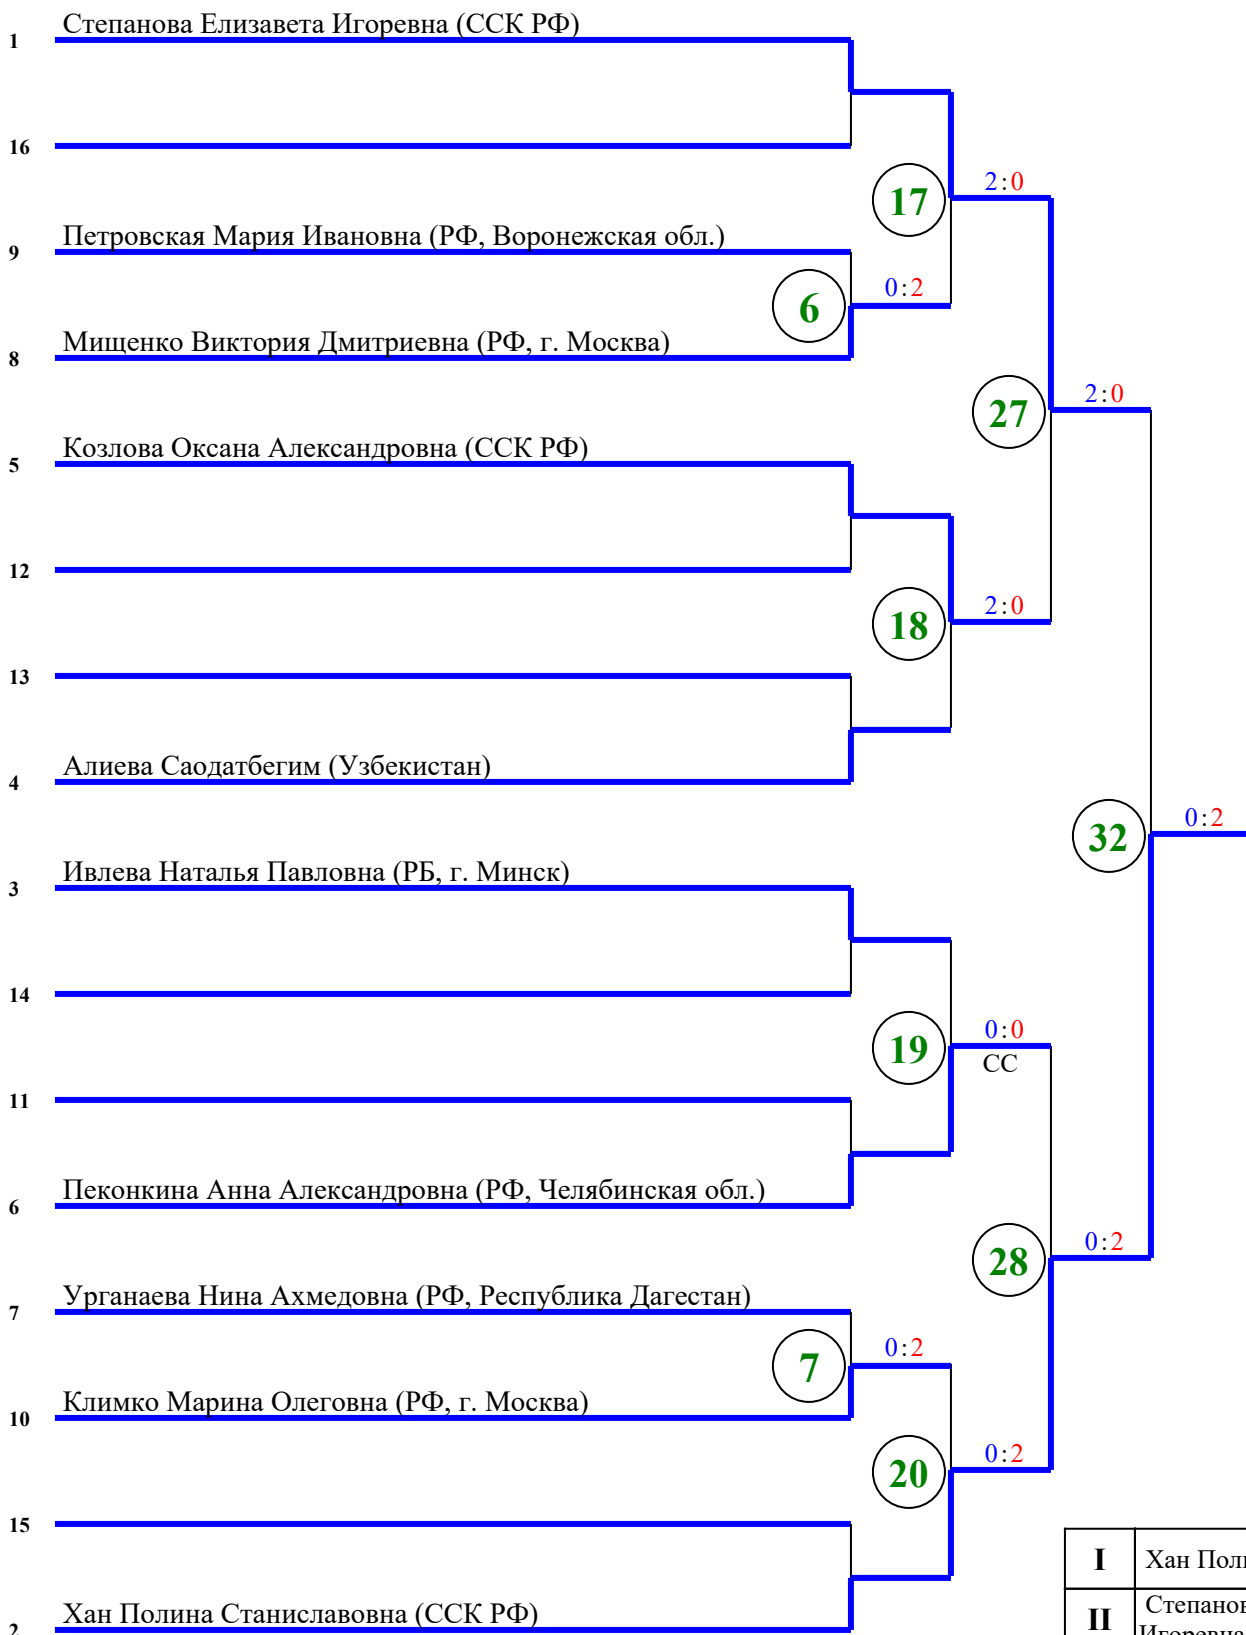 Степанова Елизавета Игоревна (ССК РФ)
1
16
2:0
17
Петровская Мария Ивановна (РФ, Воронежская обл.)
9
0:2
6
Мищенко Виктория Дмитриевна (РФ, г. Москва)
8
2:0
27
Козлова Оксана Александровна (ССК РФ)
5
12
2:0
18
13
Алиева Саодатбегим (Узбекистан)
4
0:2
32
Ивлева Наталья Павловна (РБ, г. Минск)
3
14
0:0
19
СС
11
Пеконкина Анна Александровна (РФ, Челябинская обл.)
6
0:2
28
Урганаева Нина Ахмедовна (РФ, Республика Дагестан)
7
0:2
7
Климко Марина Олеговна (РФ, г. Москва)
10
0:2
20
15
I Хан
Хан Полина Станиславовна (ССК РФ)
2
II
Игоревна